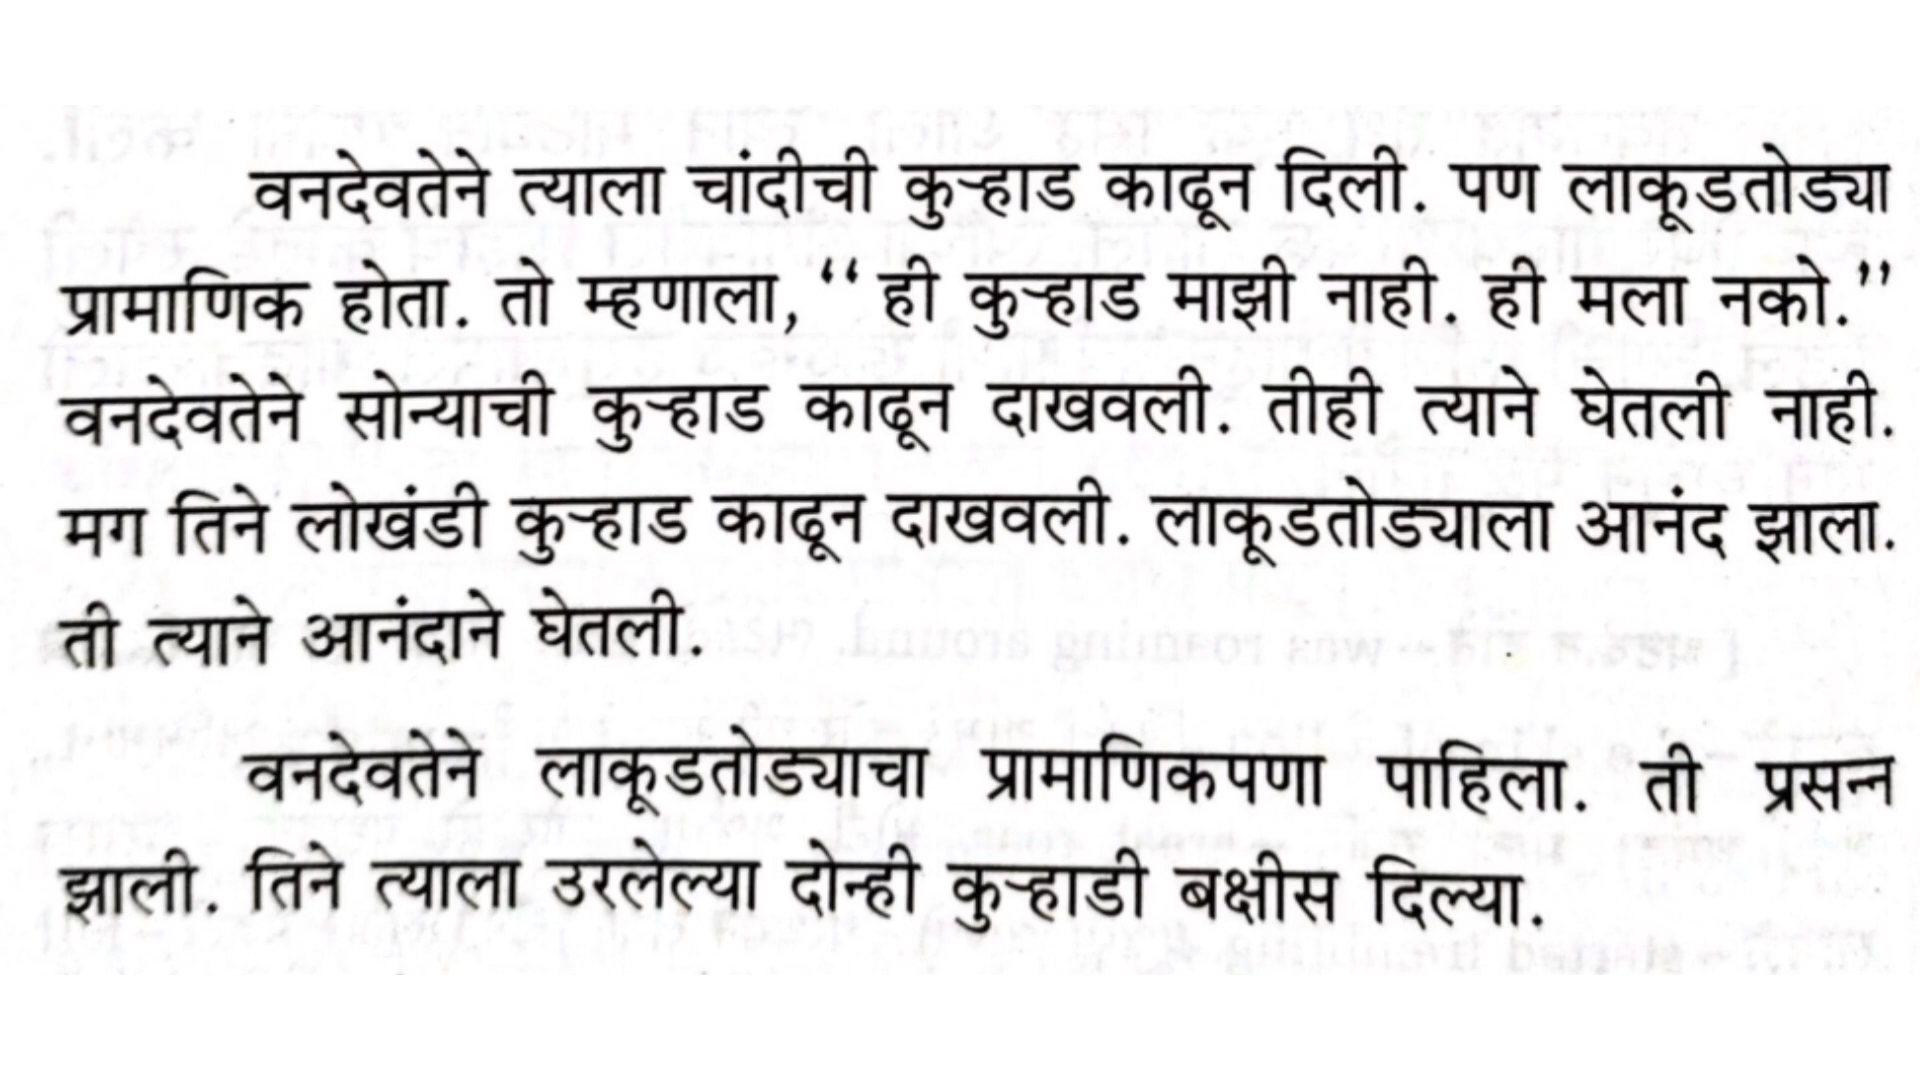 वनदेवतेने त्याला चांदीची कुऱ्हाड काढून दिली. पण लाकूडतोड्या
प्रामाणिक होता. तो म्हणाला, “ ही कुऱ्हाड माझी नाही. ही मला नको.”
वनदेवतेने सोन्याची कुऱ्हाड काढून दाखवली. तीही त्याने घेतली नाही.
मग तिने लोखंडी कुऱ्हाड काढून दाखवली. लाकूडतोड्याला आनंद झाला.
ती त्याने आनंदाने घेतली.
वनदेवतेने लाकूडतोड्याचा प्रामाणिकपणा पाहिला. ती प्रसन्न
झाली. तिने त्याला उरलेल्या दोन्ही कुऱ्हाडी बक्षीस दिल्या.